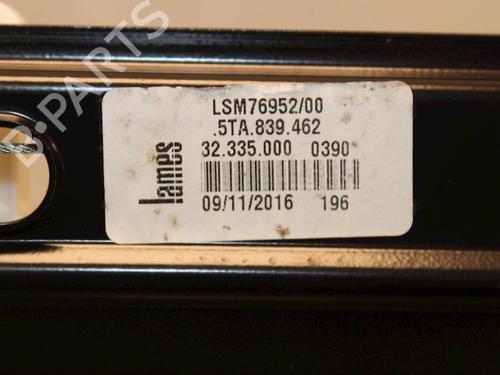 LSM76952/00
.5TA.839.462
32.335.000 0390
lames
09/11/2016 196
B-PARTS